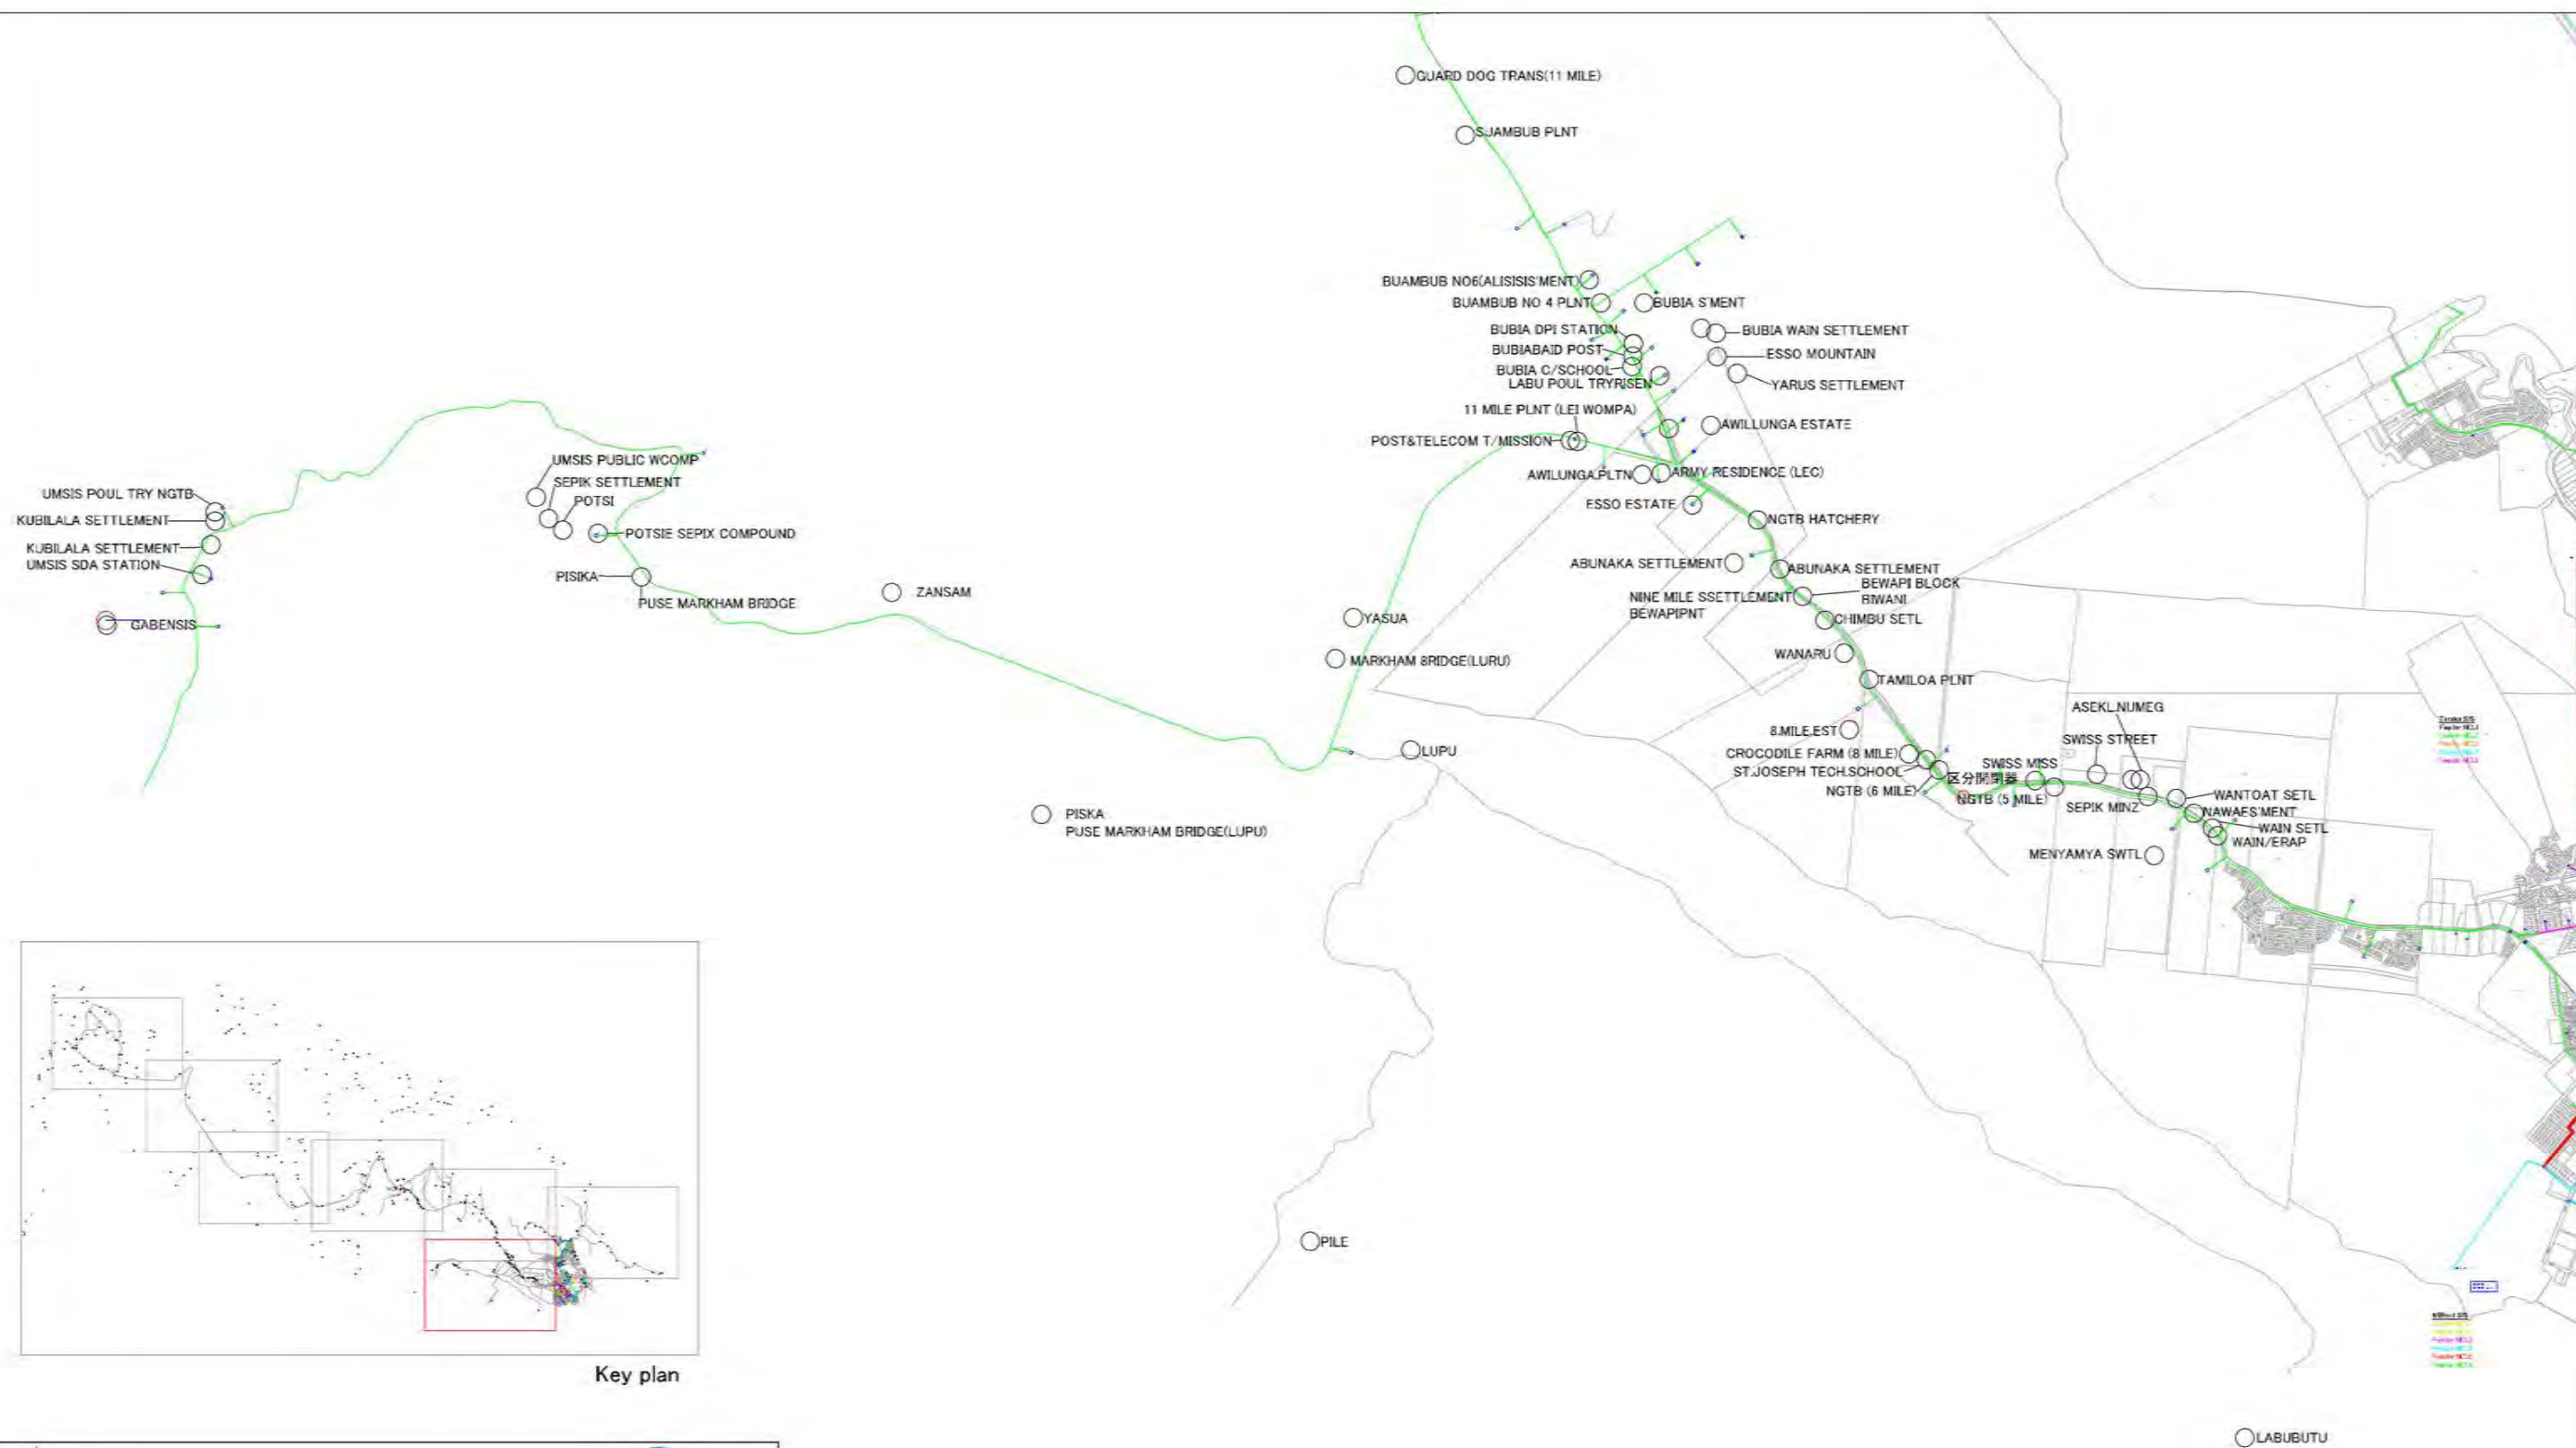 GUARD DOG TRANS(11 MILE)
SJAMBUB PLNT
BUAMBUB NO6(ALISISIS'MENT)
BUAMBUB NO 4 PLNT
BUBIA S'MENT
BUBIA DPI STATION
BUBIA WAIN SETTLEMENT
BUBIABAID POST
ESSO MOUNTAIN
BUBIA C/SCHOOL
LABU POUL TRYRISEN
YARUS SETTLEMENT
11 MILE PLNT (LEI WOMPA)
AWILLUNGA ESTATE
POST&TELECOM T/MISSION
AWILUNGA.PLTN
ARMY RESIDENCE (LEC)
ESSO ESTATE
NGTB HATCHERY
UMSIS PUBLIC WCOMP
SEPIK SETTLEMENT
POTSI
UMSIS POUL TRY NGTB
KUBILALA SETTLEMENT
POTSIE SEPIX COMPOUND
KUBILALA SETTLEMENT
UMSIS SDA STATION
PISIKA
PUSE MARKHAM BRIDGE
ZANSAM
GABENSIS
ABUNAKA SETTLEMENT
ABUNAKA SETTLEMENT
BEWAPI BLOCK
BIWANI
NINE MILE SSETTLEMENT
BEWAPIPNT
YASUA
CHIMBU SETL
MARKHAM 8RIDGE(LURU)
WANARU
TAMILOA PLNT
ASEKI.NUMEG
8.MILE.EST
SWISS STREET
LUPU
CROCODILE FARM (8 MILE)
SWISS MISS
ST.JOSEPH TECH.SCHOOL
区分開閉器
NGTB (6 MILE)
NGTB (5 MILE)
SEPIK MINZ
WANTOAT SETL
NAWAES'MENT
WAIN SETL
WAIN/ERAP
MENYAMYA SWTL
PISKA
PUSE MARKHAM BRIDGE(LUPU)
PILE
Key plan
LABUBUTU